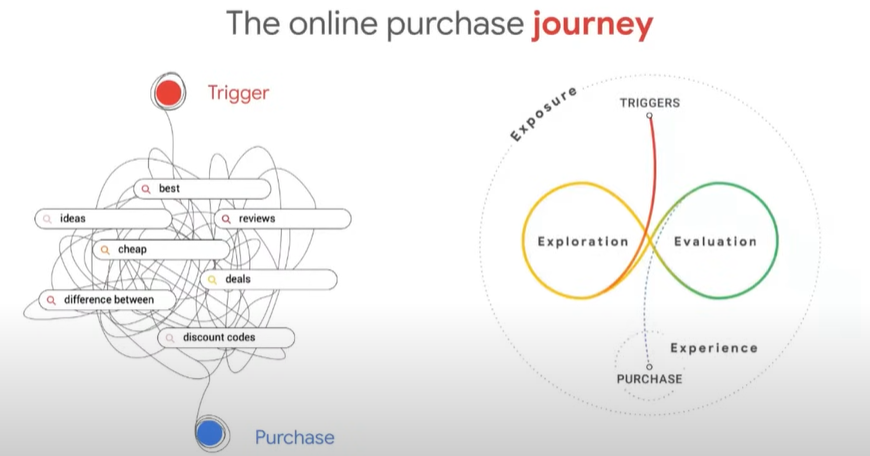 The online purchase journey
Trigger
best
ideas
reviews
cheap
deals
difference between
discount codes
Purchase
Exposure
TRIGGERS
Exploration
Evaluation
Experience
PURCHASE